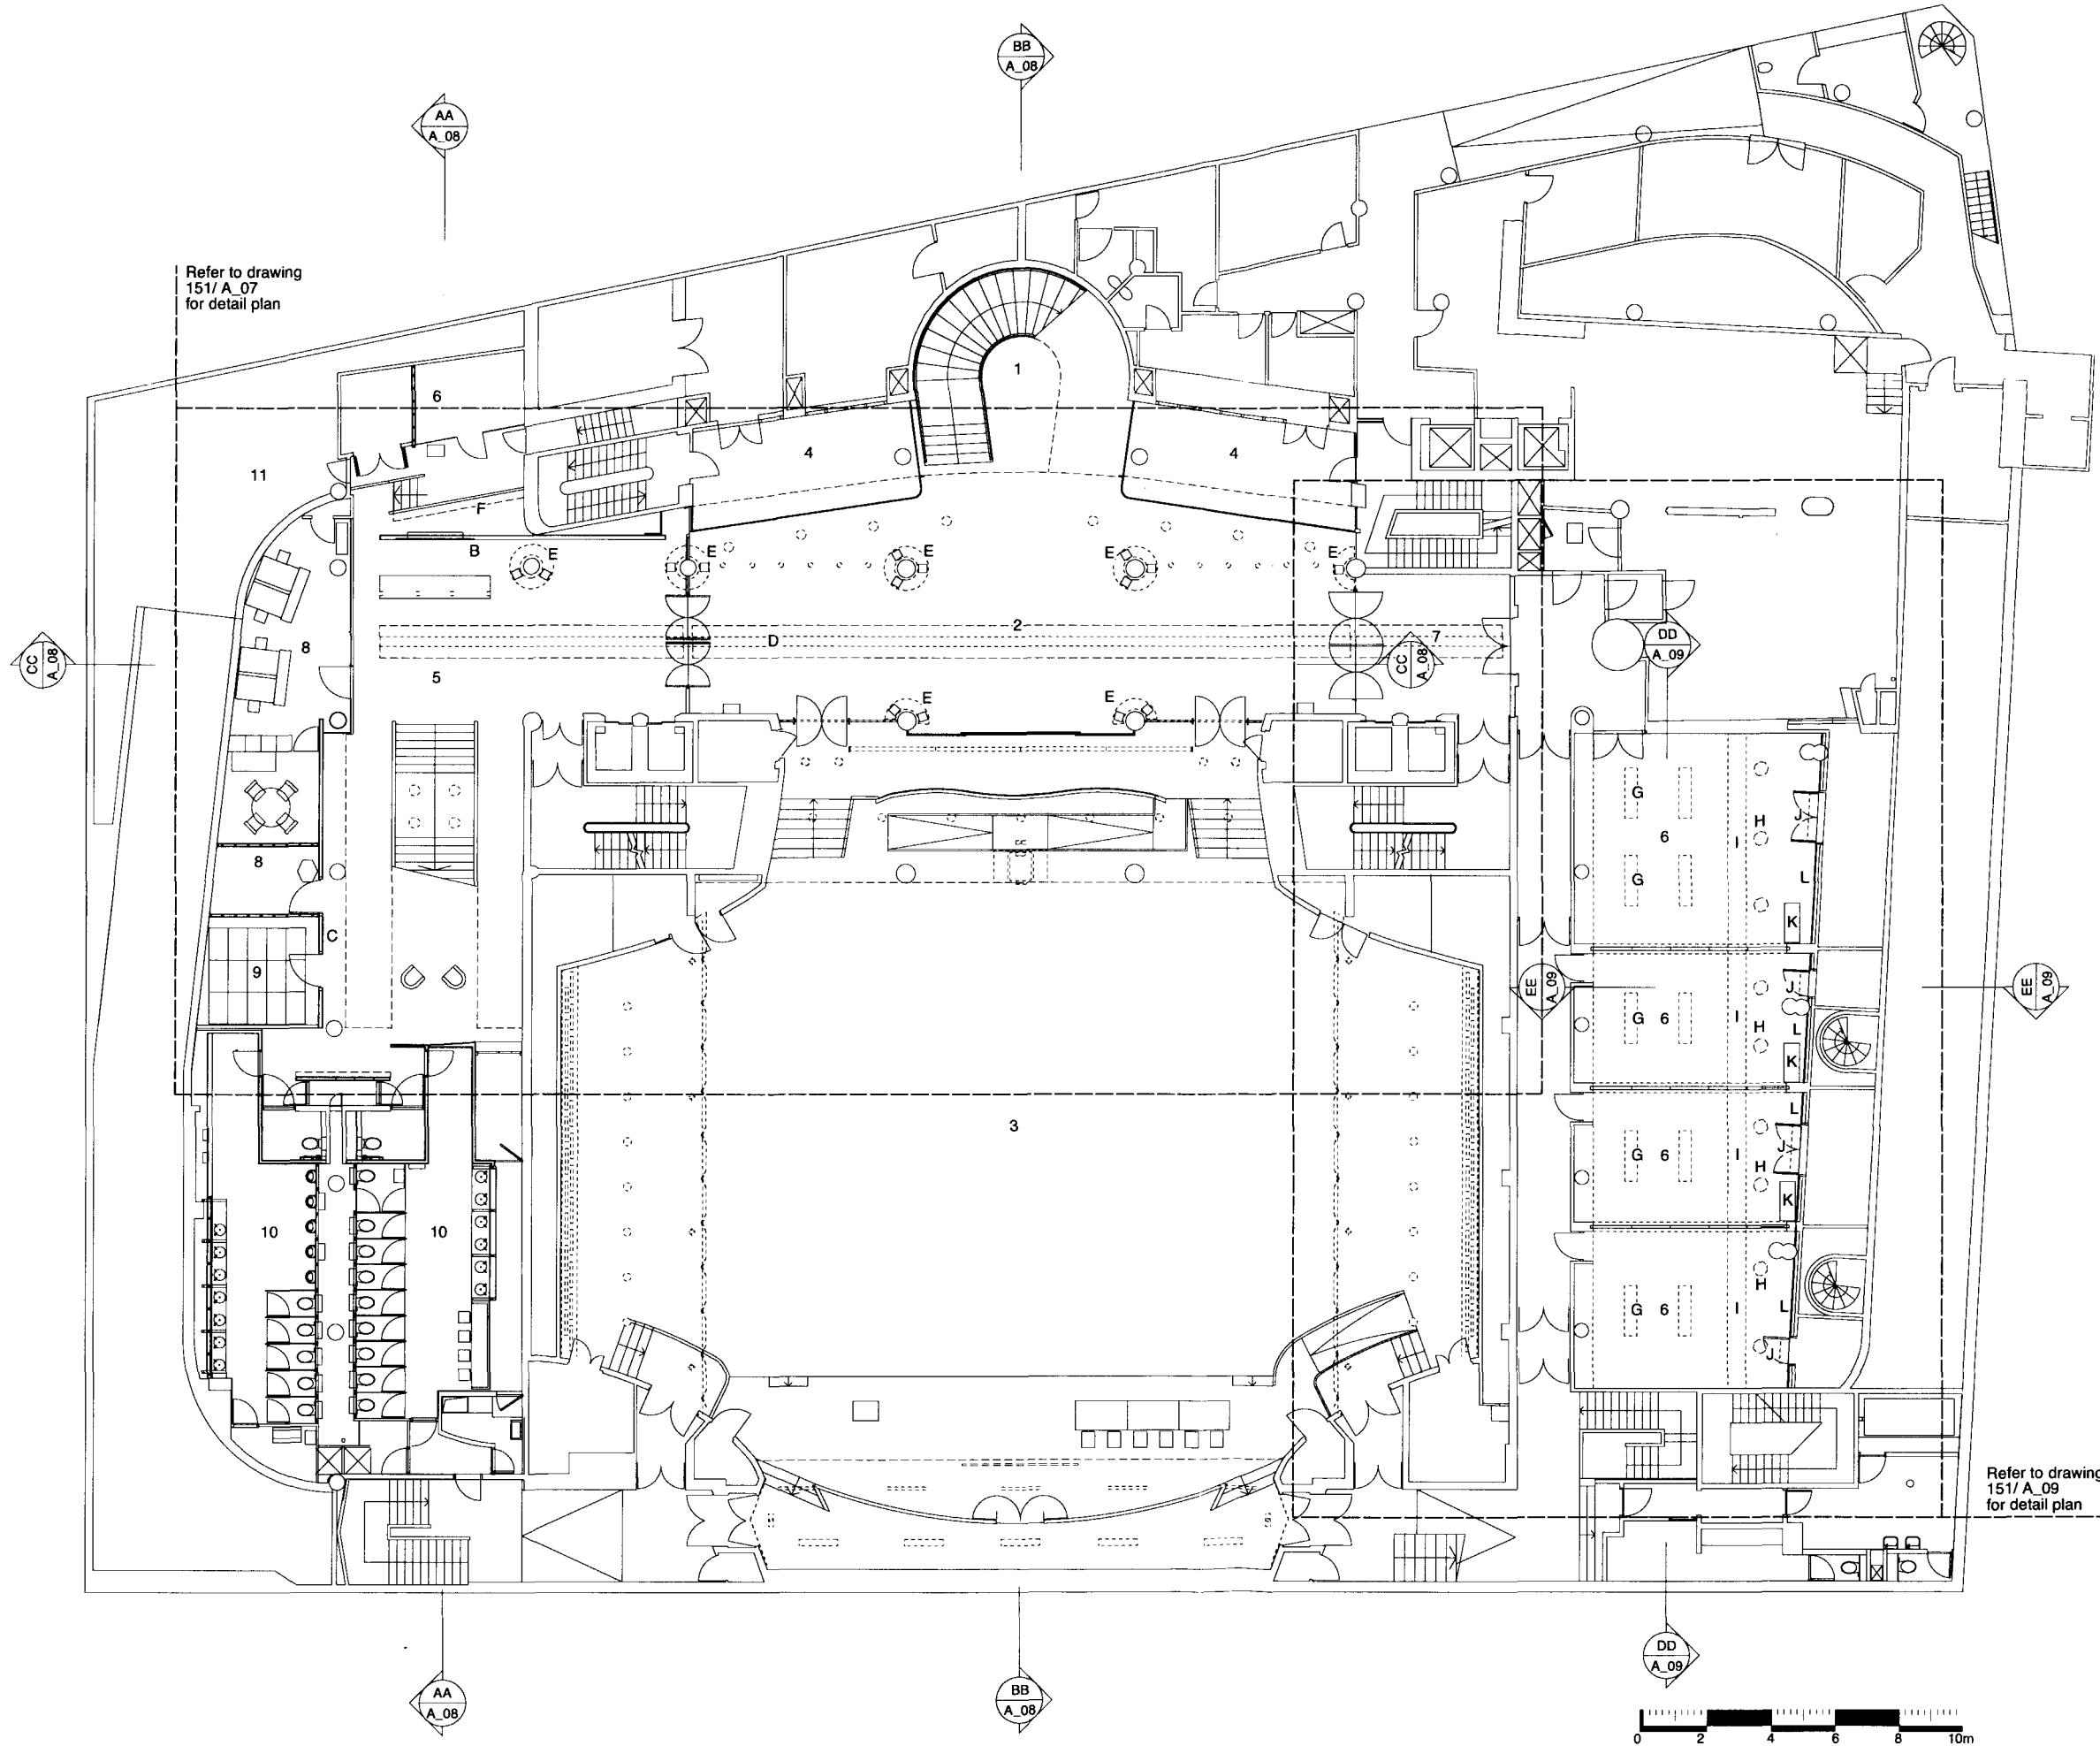 BB
A_08
AA
A_08
Refer to drawing
151/ A_07
for detail plan
1
6
4
4
11
F
B
E
E
E
E
E
CC
A_08
8
D
2
7
CC
A_08
DD
A_09
5
E
E
G
H
J
6
I
8
G
L
C
K
9
EE
A_09
J
EE
A_09
G
6
I
H
L
K
3
L
G
6
I
J
H
K
10
10
H
G
6
I
L
J
Refer to drawing
151/ A_09
for detail plan
DD
A_09
AA
A_08
BB
A_08
0 2 4 6 8 10m